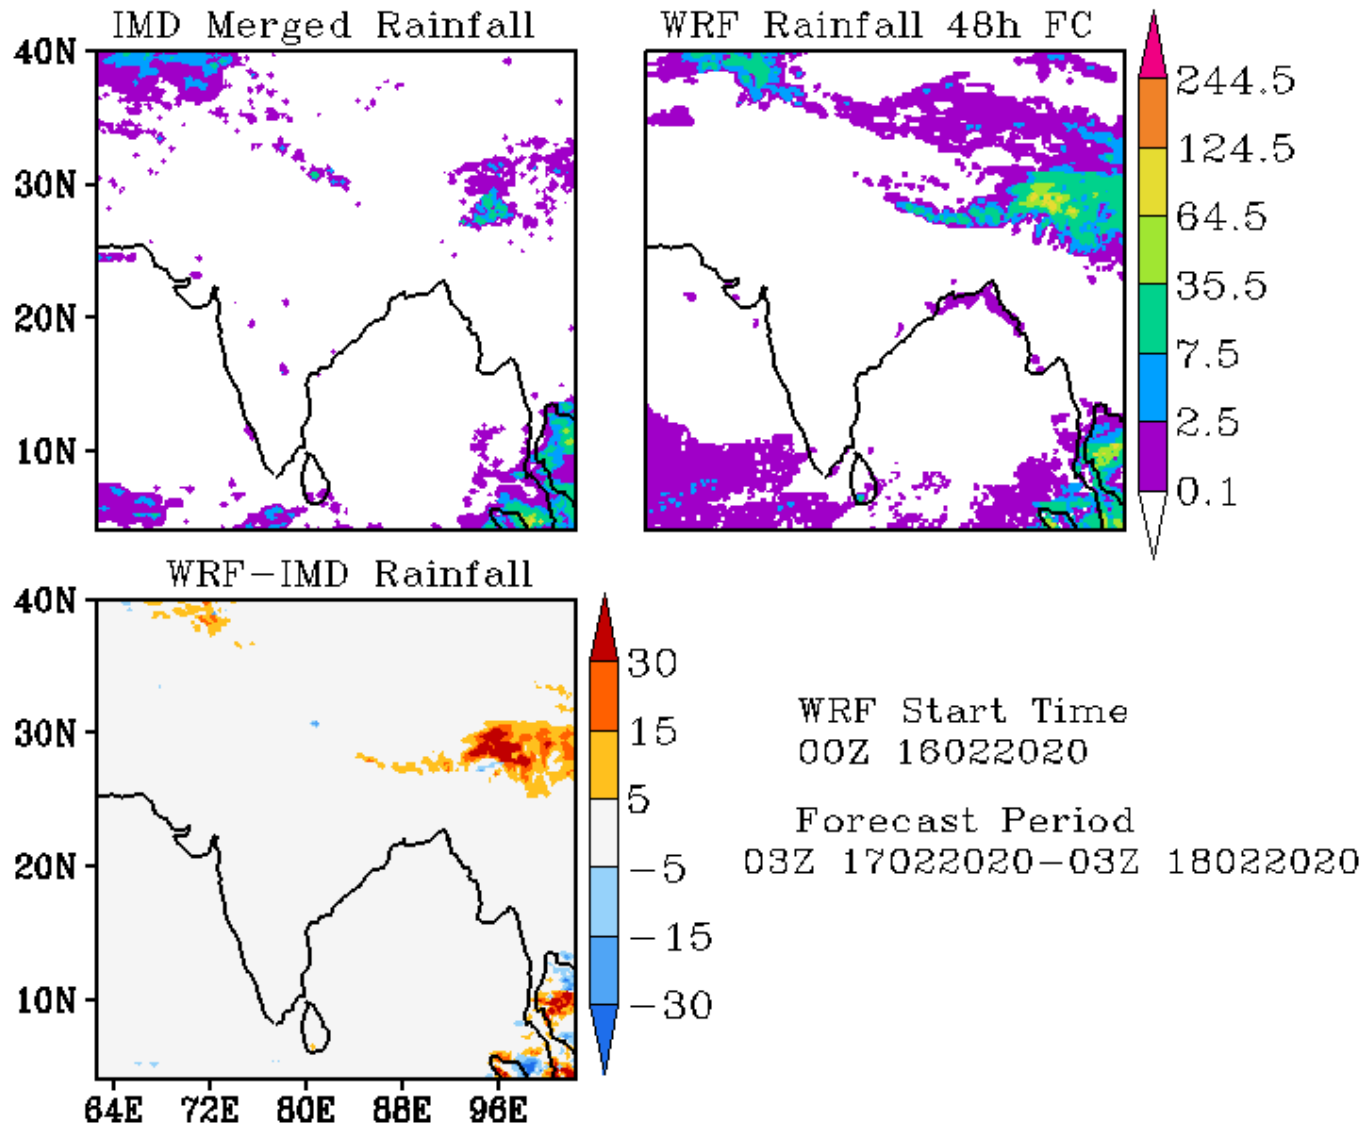 IMD Merged Rainfall
WRF Rainfall 48h FC
40N
30N
20N
10N
244.5
124.5
64.5
35.5
7.5
2.5
0.1
WRF-IMD Rainfall
40N
30N
20N
10N
64E 72E 80E 88E 96E
30
15
5
-5
-15
-30
WRF Start Time
00Z 16022020
Forecast Period
03Z 17022020-03Z 18022020